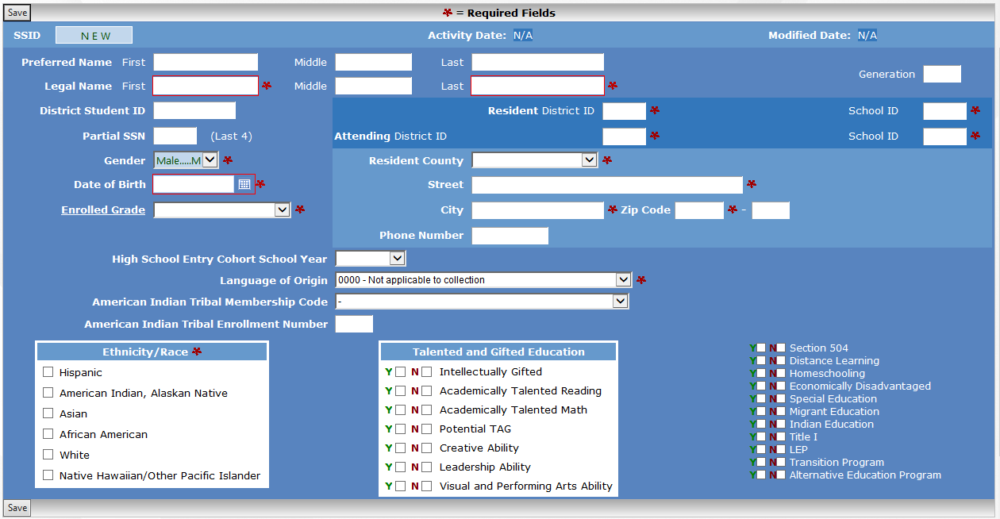 Save
* = Required Fields
SSID NEW Activity Date: N/A Modified Date: N/A
Preferred Name First Middle Last
Generation
Legal Name First * Middle Last *
District Student ID Resident District ID * School ID *
Partial SSN (Last 4) Attending District ID * School ID *
Gender Male.....M * Resident County *
Date of Birth * Street *
Enrolled Grade * City * Zip Code * -
Phone Number
High School Entry Cohort School Year
Language of Origin 0000 - Not applicable to collection *
American Indian Tribal Membership Code -
American Indian Tribal Enrollment Number
Ethnicity/Race *
Hispanic
American Indian, Alaskan Native
Asian
African American
White
Native Hawaiian/Other Pacific Islander
Talented and Gifted Education
Y N Intellectually Gifted
Y N Academically Talented Reading
Y N Academically Talented Math
Y N Potential TAG
Y N Creative Ability
Y N Leadership Ability
Y N Visual and Performing Arts Ability
Y N Section 504
Y N Distance Learning
Y N Homeschooling
Y N Economically Disadvantaged
Y N Special Education
Y N Migrant Education
Y N Indian Education
Y N Title I
Y N LEP
Y N Transition Program
Y N Alternative Education Program
Save